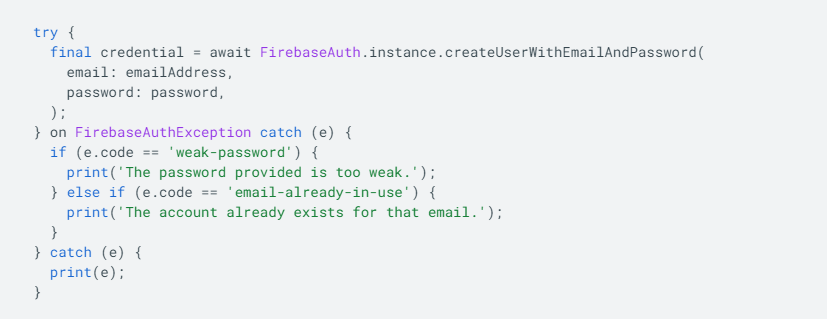 try {
  final credential = await FirebaseAuth.instance.createUserWithEmailAndPassword(
    email: emailAddress,
    password: password,
  );
} on FirebaseAuthException catch (e) {
  if (e.code == 'weak-password') {
    print('The password provided is too weak.');
  } else if (e.code == 'email-already-in-use') {
    print('The account already exists for that email.');
  }
} catch (e) {
  print(e);
}